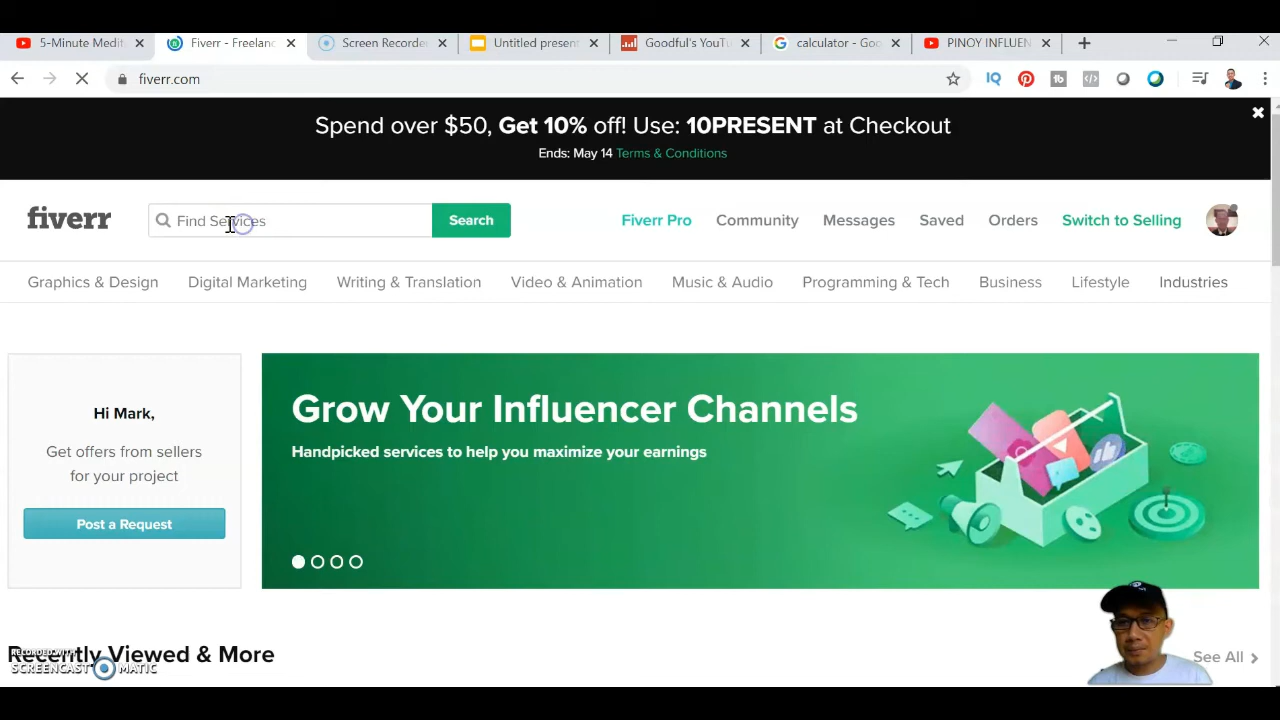 5-Minute Medit
Fiverr - Freelanc
Screen Recorde
Untitled present
Goodful's YouTu
calculator - Goo
PINOY INFLUEN
fiverr.com
Spend over $50, Get 10% off! Use: 10PRESENT at Checkout
Ends: May 14 Terms & Conditions
fiverr
Find Services
Search
Fiverr Pro
Community
Messages
Saved
Orders
Switch to Selling
Graphics & Design
Digital Marketing
Writing & Translation
Video & Animation
Music & Audio
Programming & Tech
Business
Lifestyle
Industries
Hi Mark,
Get offers from sellers
for your project
Post a Request
Grow Your Influencer Channels
Handpicked services to help you maximize your earnings
Recently Viewed & More
See All
RECORDED WITH
SCREENCAST MATIC